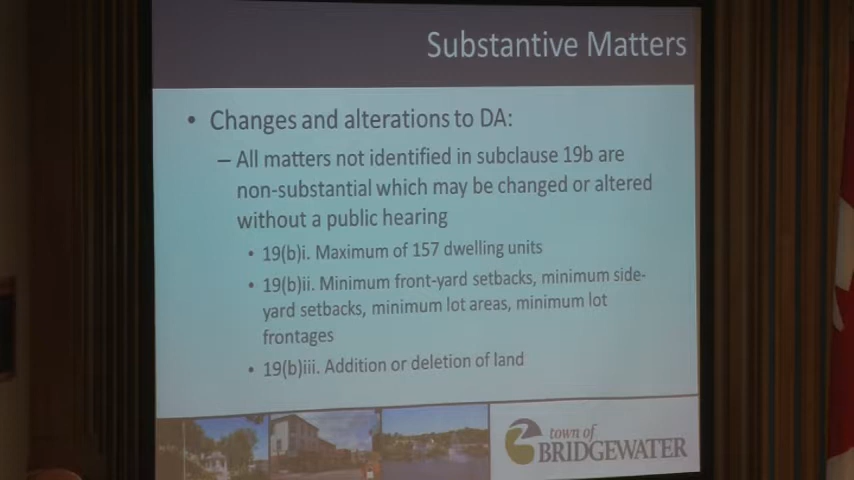 Substantive Matters
• Changes and alterations to DA:
– All matters not identified in subclause 19b are
non-substantial which may be changed or altered
without a public hearing
• 19(b)i. Maximum of 157 dwelling units
• 19(b)ii. Minimum front-yard setbacks, minimum side-
yard setbacks, minimum lot areas, minimum lot
frontages
• 19(b)iii. Addition or deletion of land
town of
BRIDGEWATER